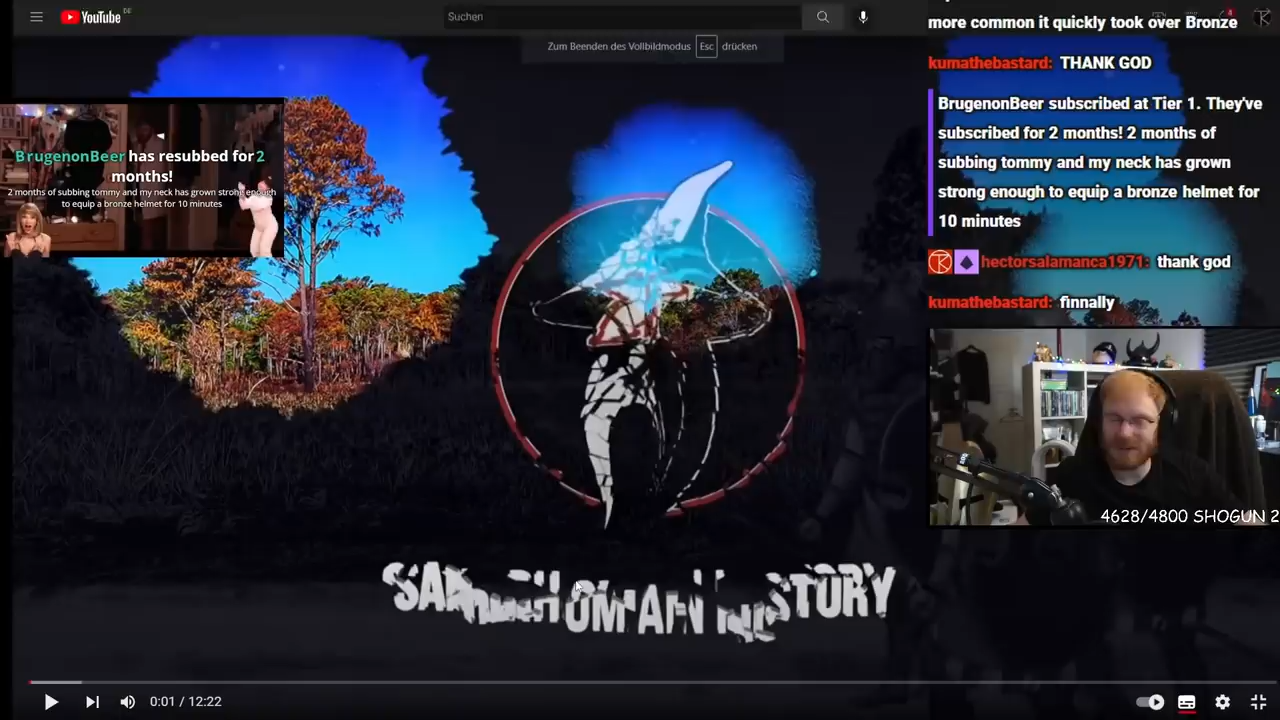 YouTube DE
Suchen
Zum Beenden des Vollbildmodus Esc drücken
BrugenonBeer has resubbed for 2
months!
2 months of subbing tommy and my neck has grown strong enough
to equip a bronze helmet for 10 minutes
0:01 / 12:22
more common it quickly took over Bronze
kumathebastard: THANK GOD
BrugenonBeer subscribed at Tier 1. They've
subscribed for 2 months! 2 months of
subbing tommy and my neck has grown
strong enough to equip a bronze helmet for
10 minutes
hectorsalamanca1971: thank god
kumathebastard: finnally
4628/4800 SHOGUN 2